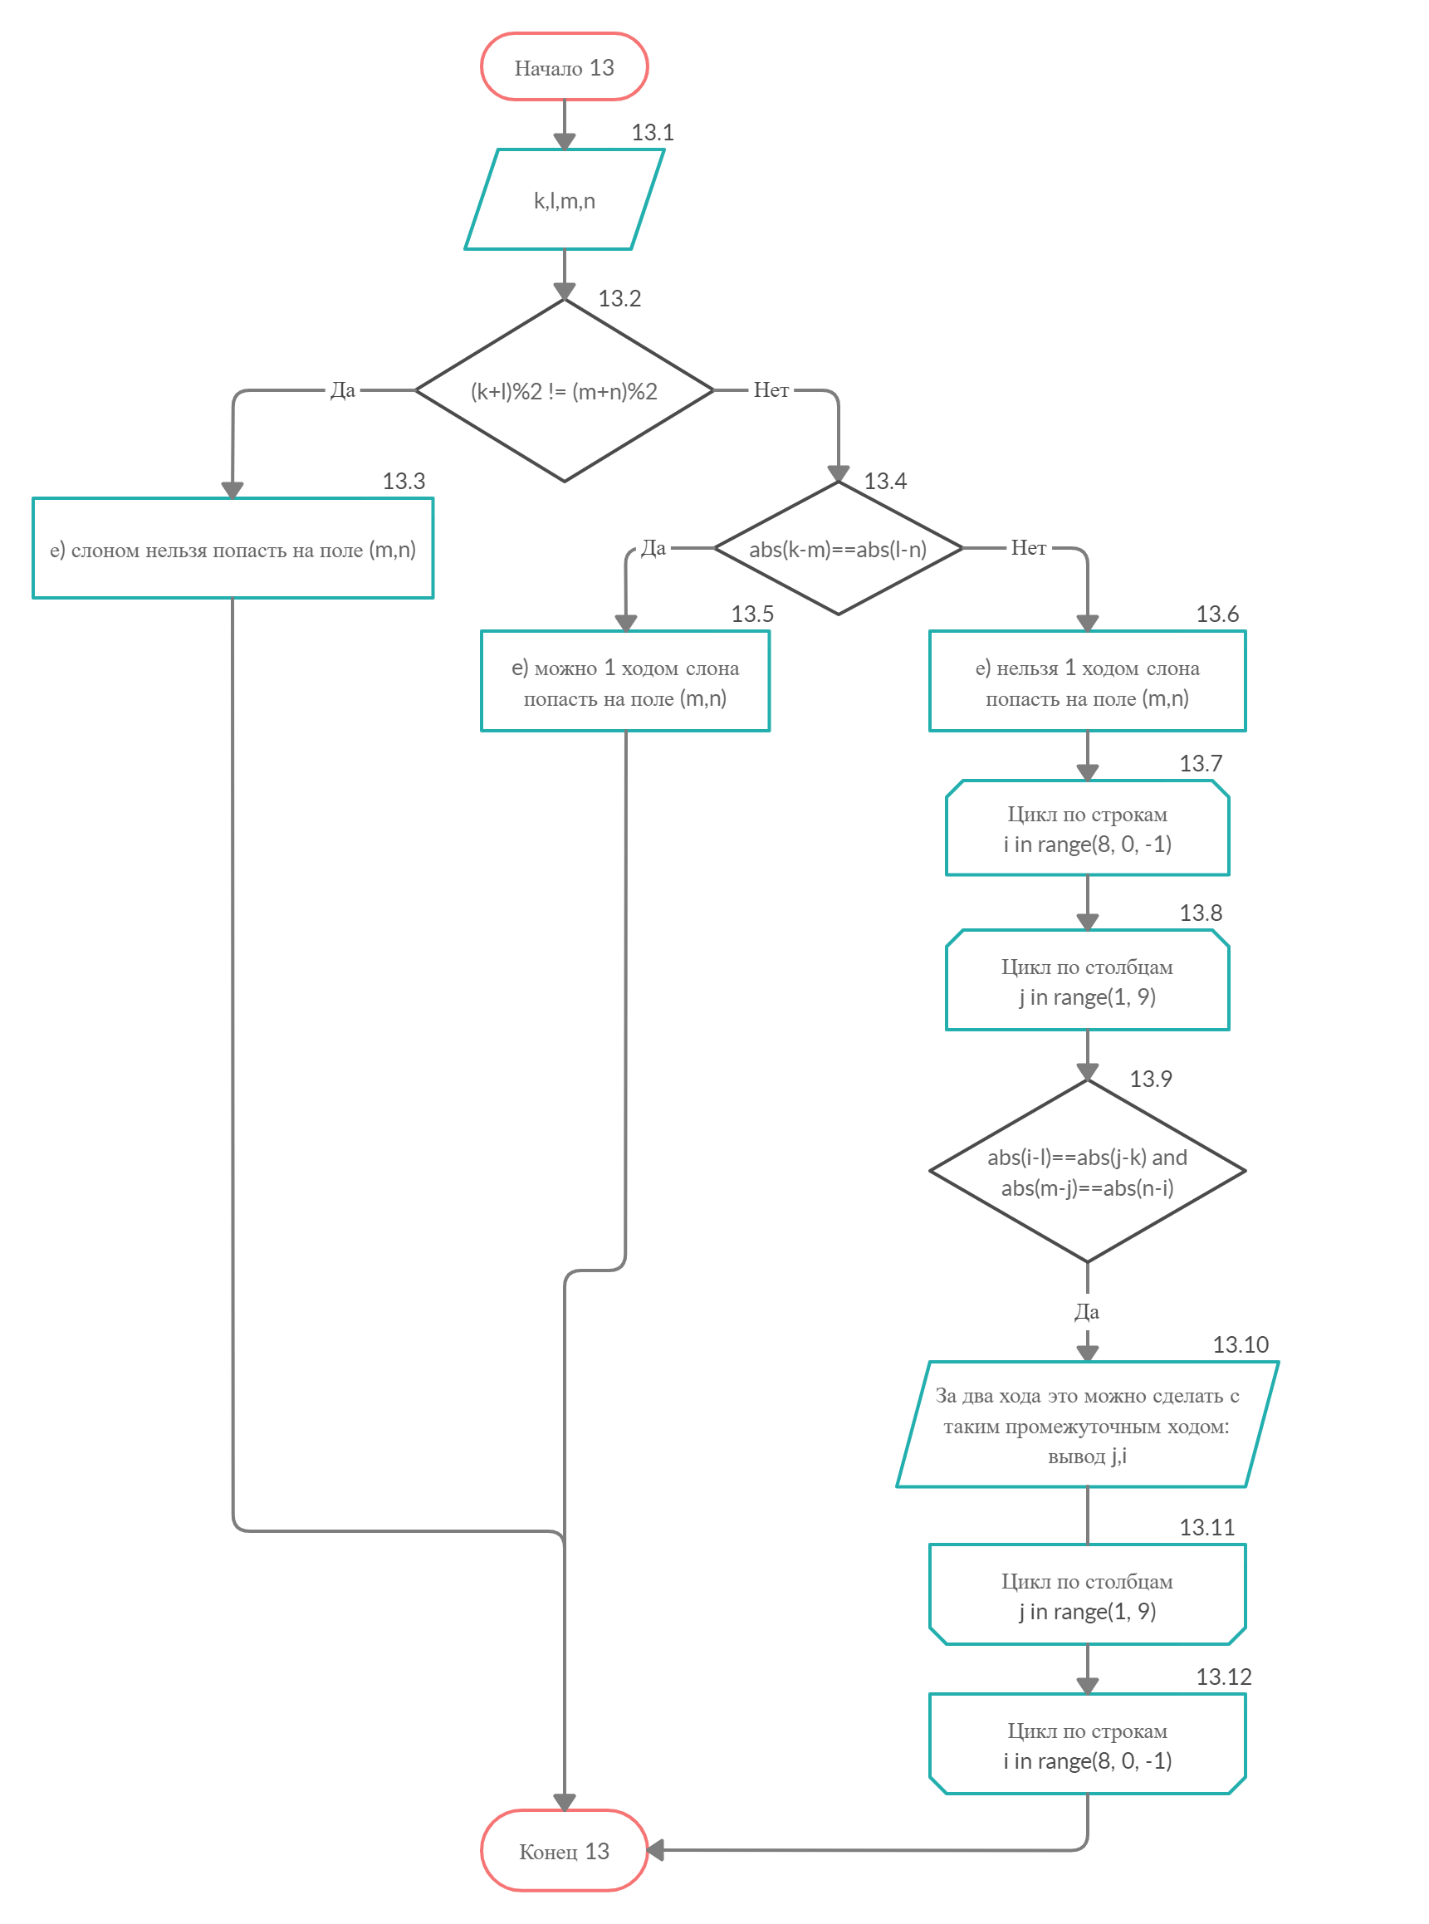 Начало 13
13.1
k,l,m,n
13.2
(k+l)%2 != (m+n)%2
Да
Нет
13.3
е) слоном нельзя попасть на поле (m,n)
13.4
abs(k-m)==abs(l-n)
Да
Нет
13.5
е) можно 1 ходом слона
попасть на поле (m,n)
13.6
е) нельзя 1 ходом слона
попасть на поле (m,n)
13.7
Цикл по строкам
i in range(8, 0, -1)
13.8
Цикл по столбцам
j in range(1, 9)
13.9
abs(i-l)==abs(j-k) and
abs(m-j)==abs(n-i)
Да
13.10
За два хода это можно сделать с
таким промежуточным ходом:
вывод j,i
13.11
Цикл по столбцам
j in range(1, 9)
13.12
Цикл по строкам
i in range(8, 0, -1)
Конец 13